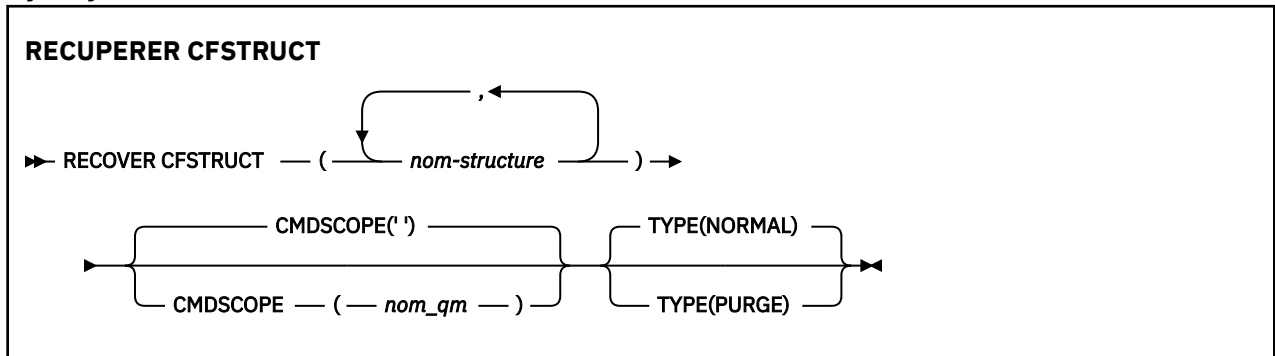 RECUPERER CFSTRUCT
,
RECOVER CFSTRUCT ( nom-structure )
CMDSCOPE(' ') TYPE(NORMAL)
CMDSCOPE ( nom_qm ) TYPE(PURGE)